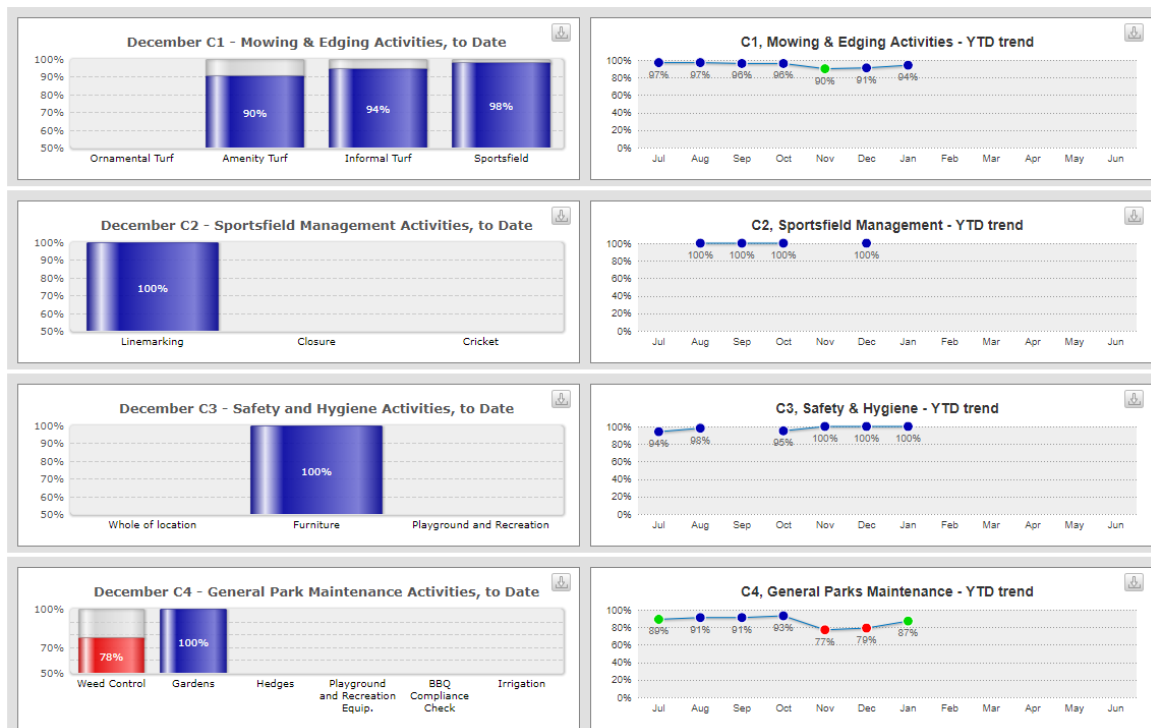 December C1 - Mowing & Edging Activities, to Date
100%
90%
80%
70%
60%
50%
90%
94%
98%
Ornamental Turf Amenity Turf Informal Turf Sportsfield
C1, Mowing & Edging Activities - YTD trend
100%
80%
60%
40%
20%
0%
97% 97% 96% 96% 90% 91% 94%
Jul Aug Sep Oct Nov Dec Jan Feb Mar Apr May Jun
December C2 - Sportsfield Management Activities, to Date
100%
90%
80%
70%
60%
50%
100%
Linemarking Closure Cricket
C2, Sportsfield Management - YTD trend
100%
80%
60%
40%
20%
0%
100% 100% 100% 100%
Jul Aug Sep Oct Nov Dec Jan Feb Mar Apr May Jun
December C3 - Safety and Hygiene Activities, to Date
100%
90%
80%
70%
60%
50%
100%
Whole of location Furniture Playground and Recreation
C3, Safety & Hygiene - YTD trend
100%
80%
60%
40%
20%
0%
94% 98% 95% 100% 100% 100%
Jul Aug Sep Oct Nov Dec Jan Feb Mar Apr May Jun
December C4 - General Park Maintenance Activities, to Date
100%
70%
50%
78%
100%
Weed Control Gardens Hedges Playground and Recreation Equip. BBQ Compliance Check Irrigation
C4, General Parks Maintenance - YTD trend
100%
80%
60%
40%
20%
0%
89% 91% 91% 93% 77% 79% 87%
Jul Aug Sep Oct Nov Dec Jan Feb Mar Apr May Jun